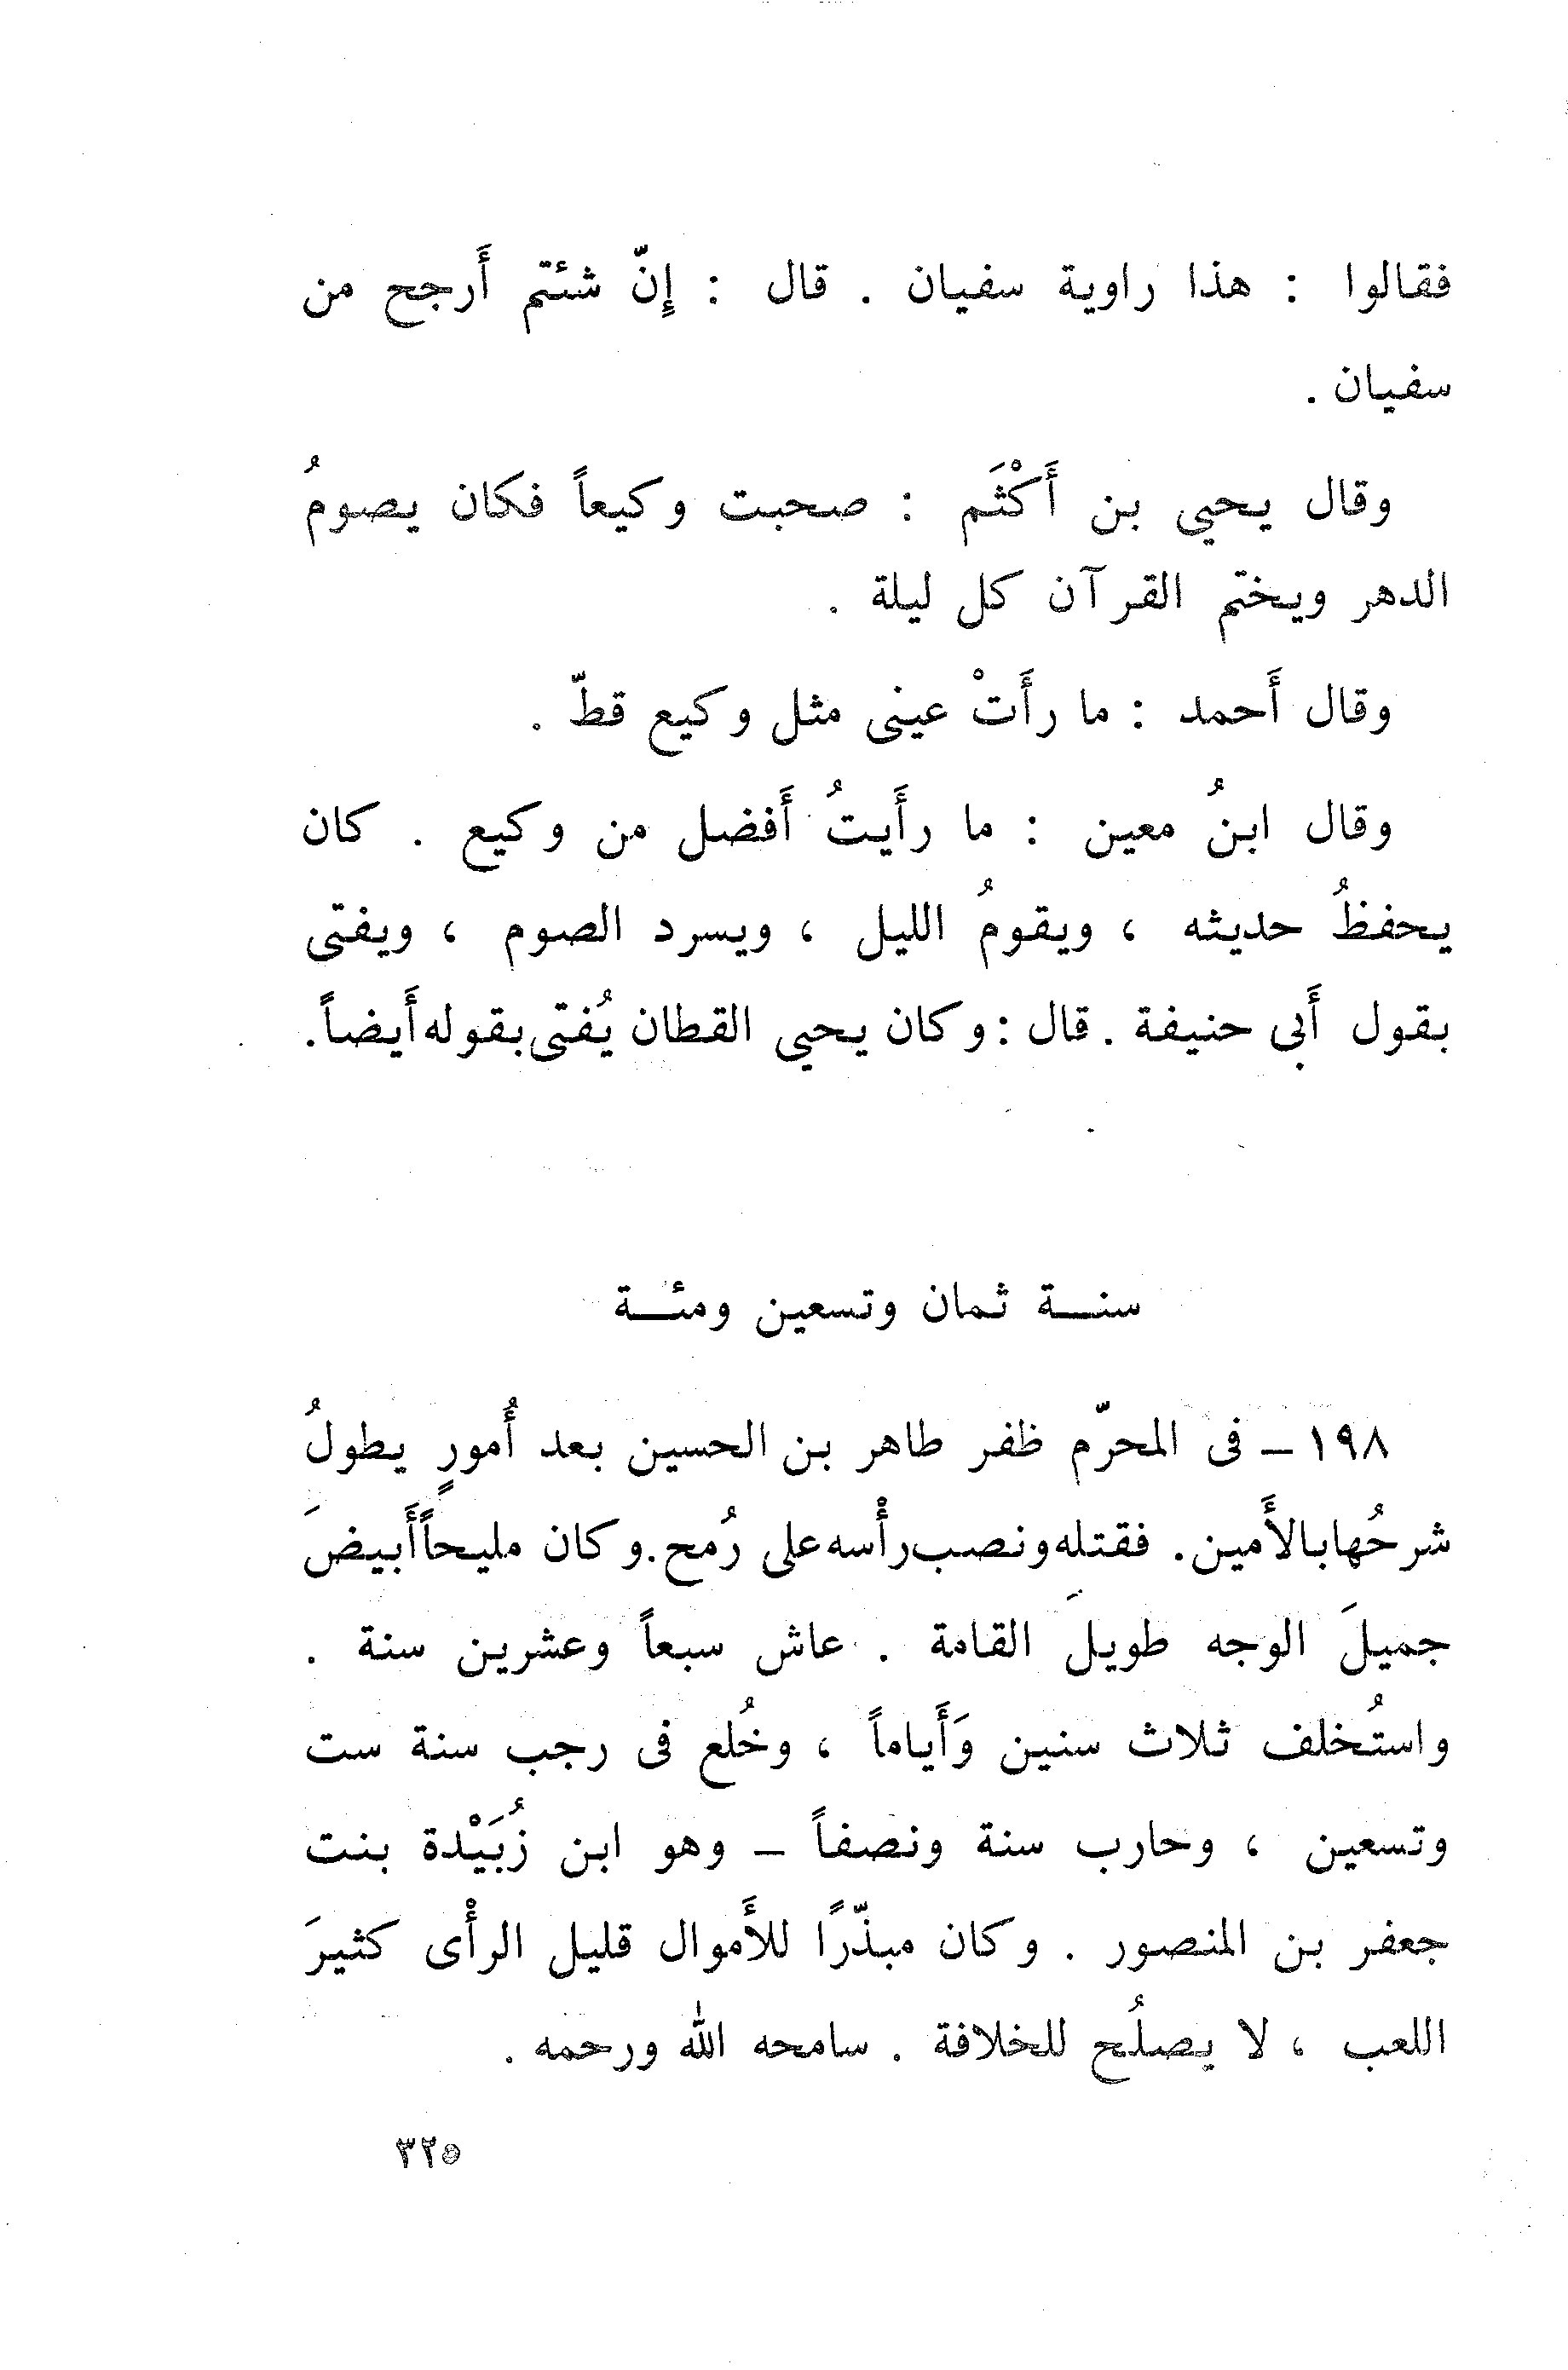 فقالوا : هذا راوية سفيان . قال : إِنّ شئتم أَرجح من
سفيان .
وقال يحيي بن أَكْثَم : صحبت وكيعاً فكان يصومُ
الدهر ويختم القرآن كل ليلة .
وقال أَحمد : ما رأَتْ عينى مثل وكيع قطّ .
وقال ابنُ معين : ما رأَيتُ أَفضل من وكيع . كان
يحفظُ حديثه ، ويقومُ الليل ، ويسرد الصوم ، ويفتى
بقول أَبى حنيفة . قال : وكان يحيي القطان يُفتى بقوله أَيضاً .
سنـــة ثمان وتسعين ومئـــة
١٩٨ – فى المحرّم ظفر طاهر بن الحسين بعد أُمورٍ يطولُ
شرحُها بالأَمين . فقتله ونصب رأْسه على رُمح . وكان مليحاً أَبيضَ
جميلَ الوجه طويلَ القامة . عاش سبعاً وعشرين سنة .
واستُخلف ثلاث سنين وَأَياماً ، وخُلع فى رجب سنة ست
وتسعين ، وحارب سنة ونصفاً – وهو ابن زُبَيْدة بنت
جعفر بن المنصور . وكان مبذّرًا للأَموال قليل الرأْى كثيرَ
اللعب ، لا يصلُح للخلافة . سامحه الله ورحمه .
٣٢٥